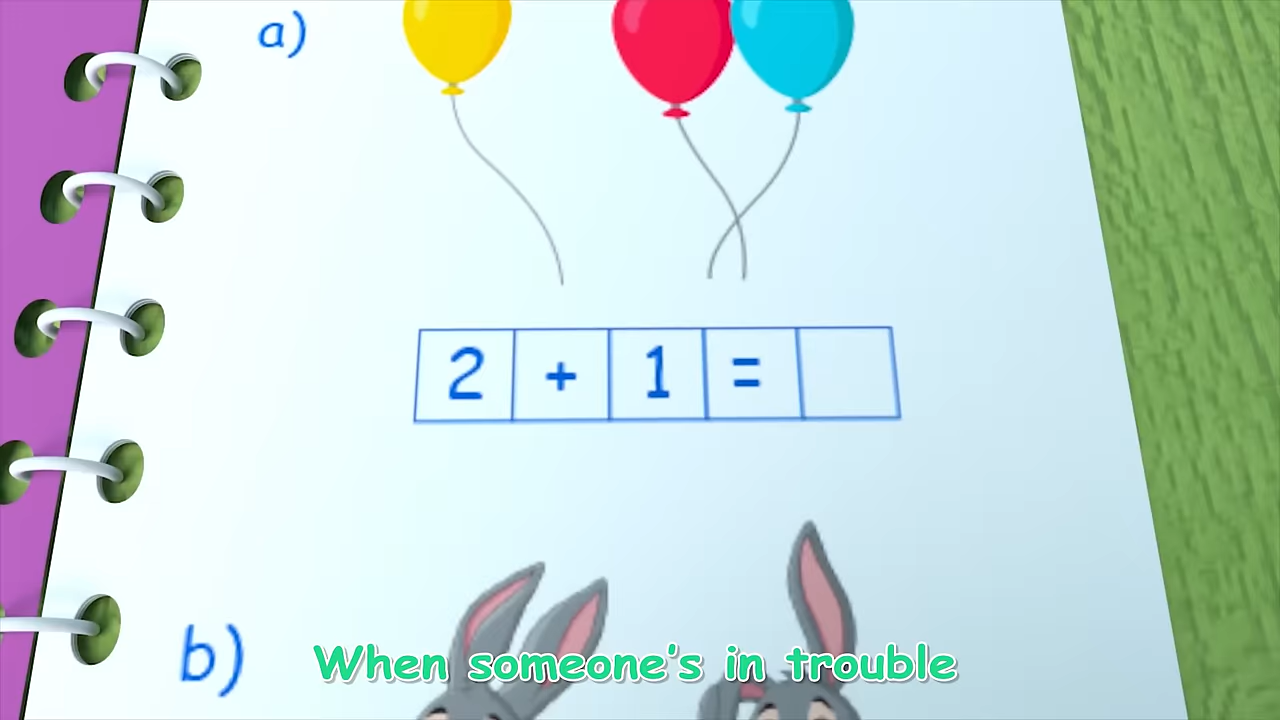 a)
2 + 1 =
b)
When someone's in trouble